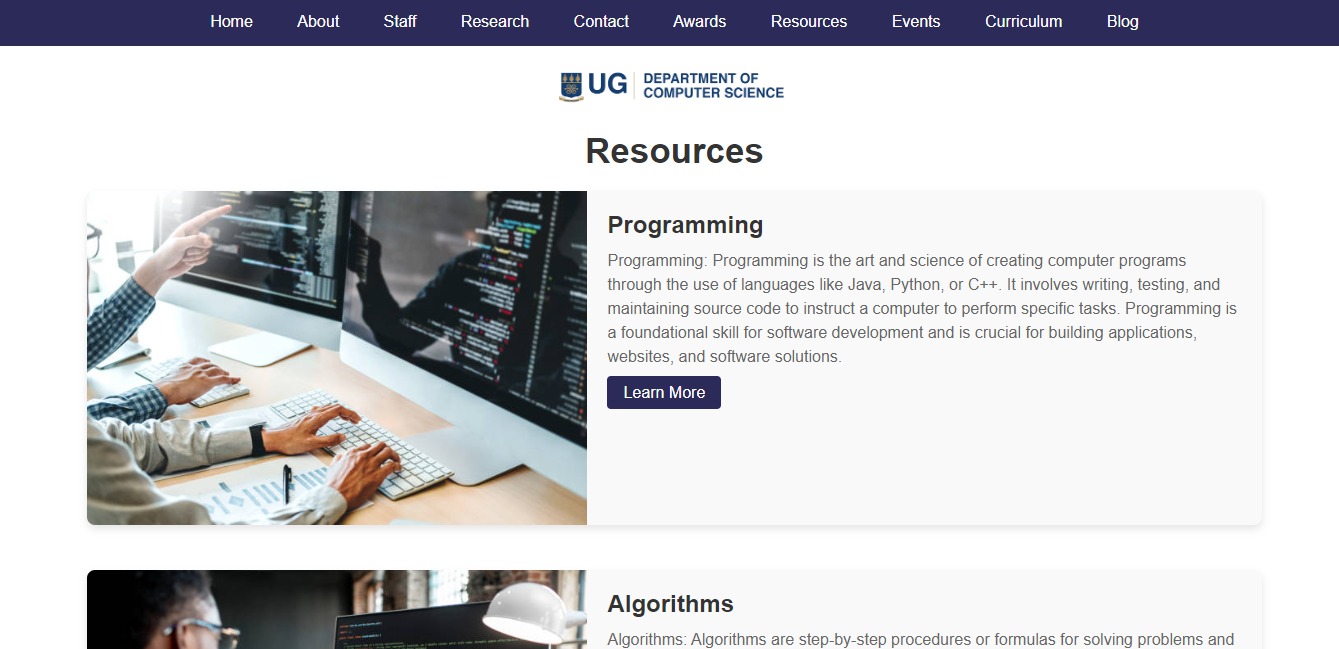 Home About Staff Research Contact Awards Resources Events Curriculum Blog
UG DEPARTMENT OF
COMPUTER SCIENCE
Resources
Programming
Programming: Programming is the art and science of creating computer programs
through the use of languages like Java, Python, or C++. It involves writing, testing, and
maintaining source code to instruct a computer to perform specific tasks. Programming is
a foundational skill for software development and is crucial for building applications,
websites, and software solutions.
Learn More
Algorithms
Algorithms: Algorithms are step-by-step procedures or formulas for solving problems and